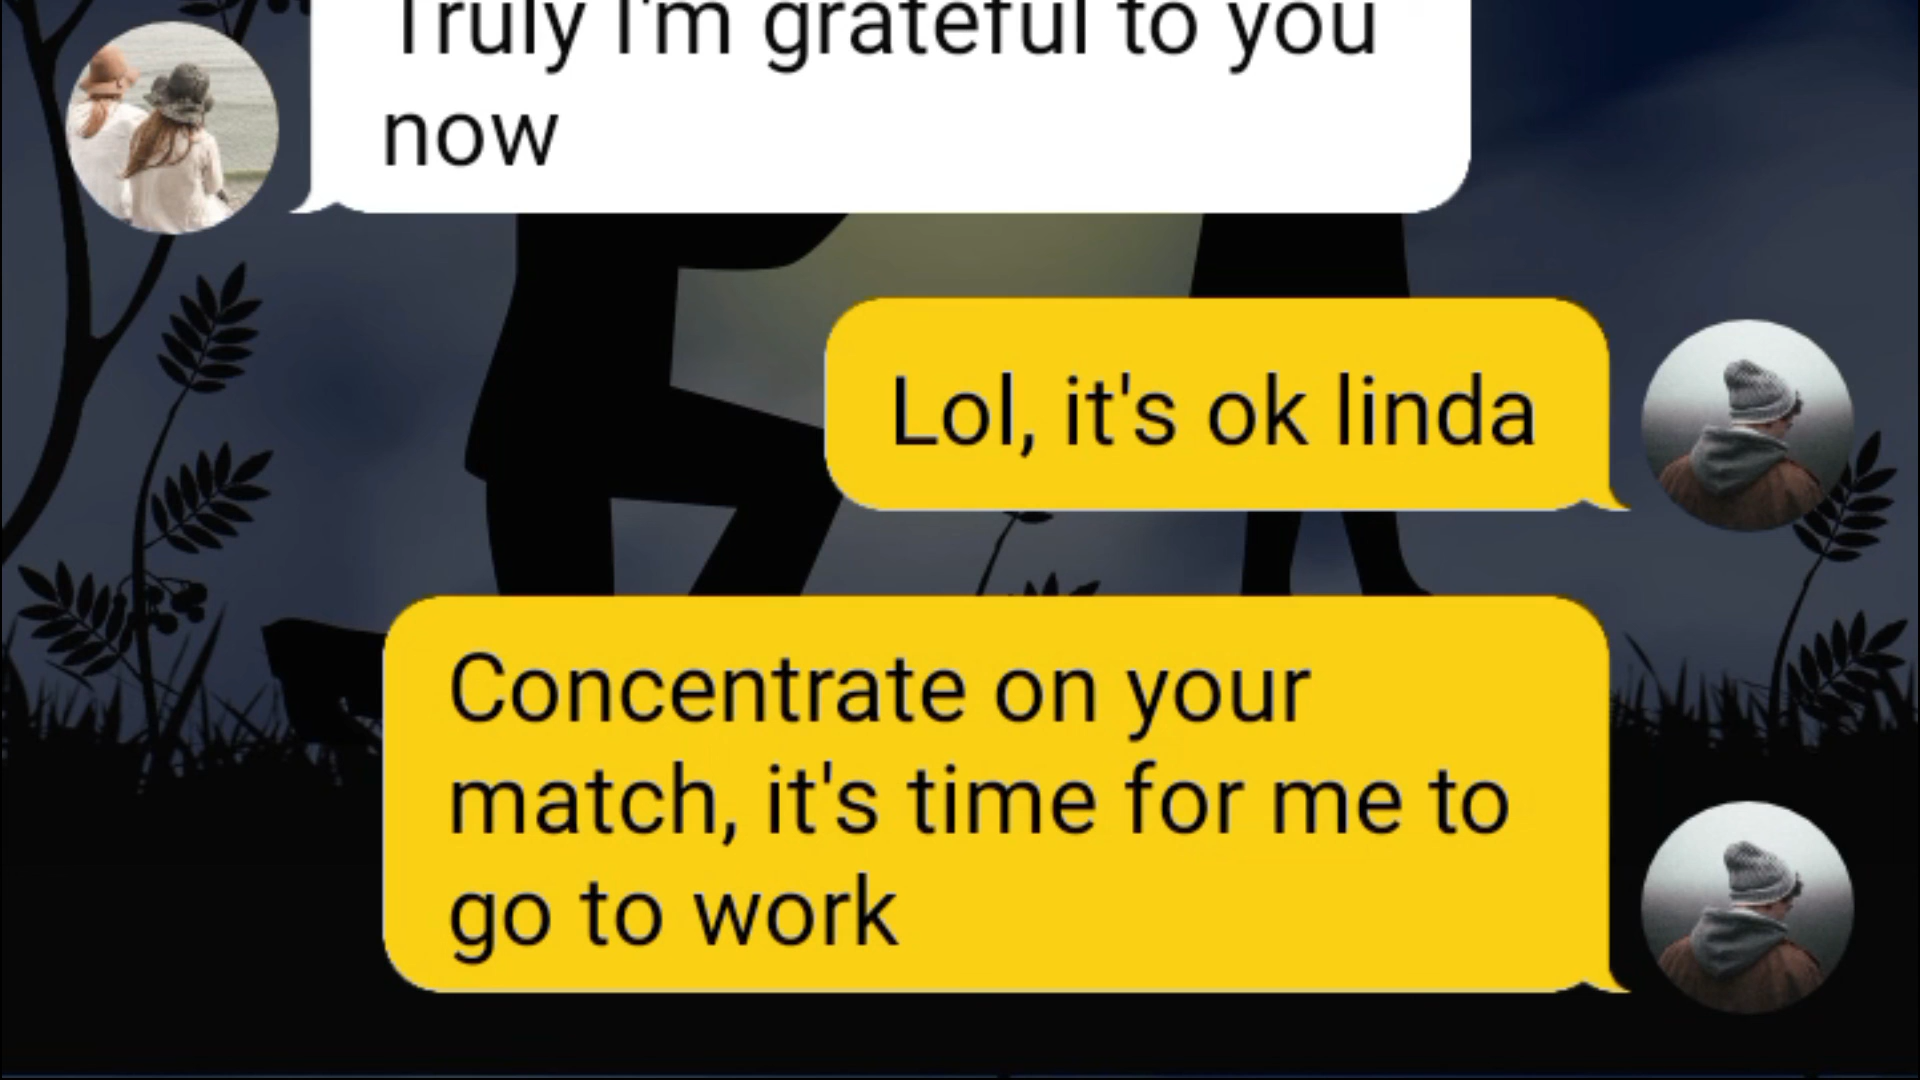 Truly I'm grateful to you
now
Lol, it's ok linda
Concentrate on your
match, it's time for me to
go to work